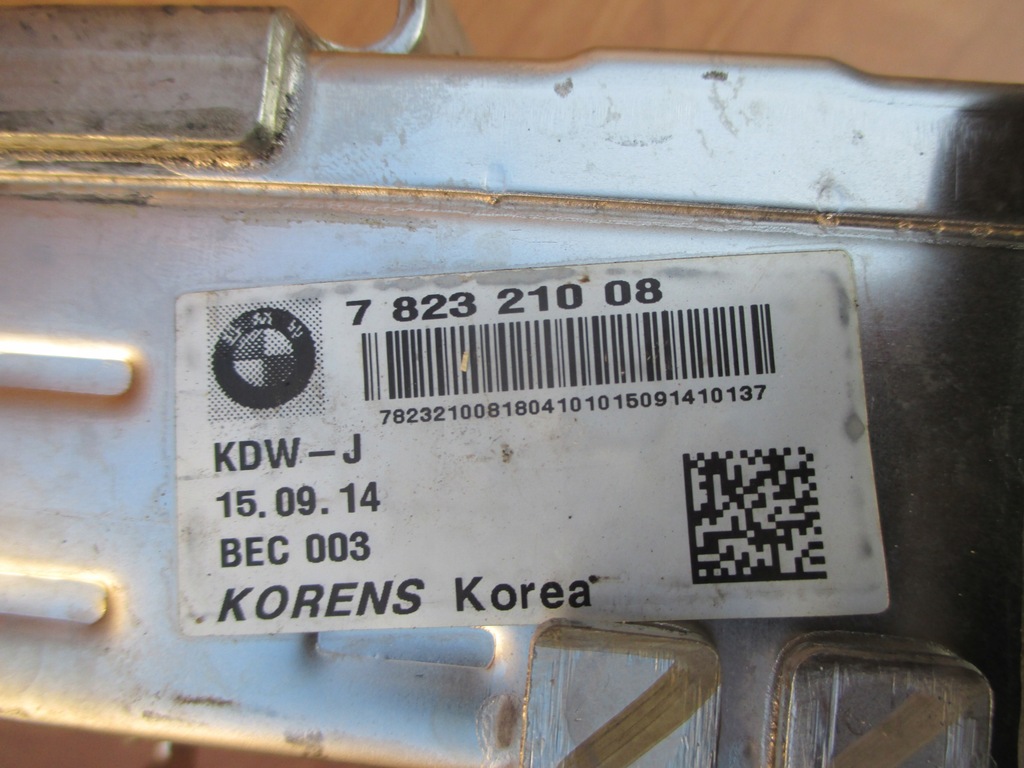 7 823 210 08
7823210081804101015091410137
KDW-J
15.09.14
BEC 003
KORENS Korea